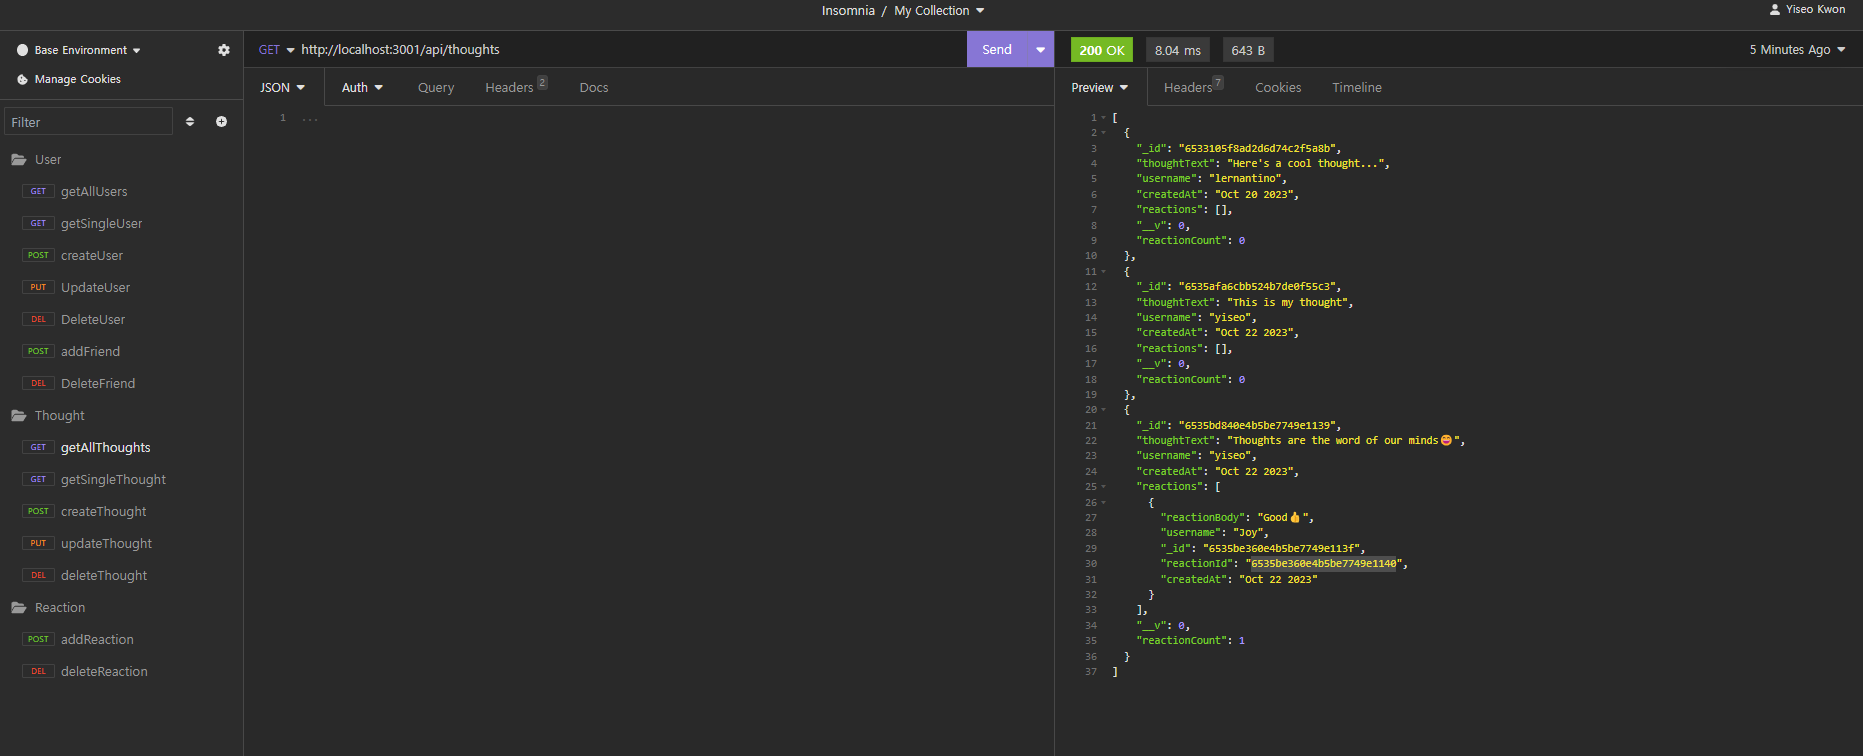 Insomnia / My Collection
Yiseo Kwon
Base Environment
Manage Cookies
Filter
User
GET getAllUsers
GET getSingleUser
POST createUser
PUT UpdateUser
DEL DeleteUser
POST addFriend
DEL DeleteFriend
Thought
GET getAllThoughts
GET getSingleThought
POST createThought
PUT updateThought
DEL deleteThought
Reaction
POST addReaction
DEL deleteReaction
GET http://localhost:3001/api/thoughts Send
JSON Auth Query Headers 2 Docs
1 ...
200 OK 8.04 ms 643 B 5 Minutes Ago
Preview Headers 7 Cookies Timeline
1 [
2 {
3 "_id": "6533105f8ad2d6d74c2f5a8b",
4 "thoughtText": "Here's a cool thought...",
5 "username": "lernantino",
6 "createdAt": "Oct 20 2023",
7 "reactions": [],
8 "__v": 0,
9 "reactionCount": 0
10 },
11 {
12 "_id": "6535afa6cbb524b7de0f55c3",
13 "thoughtText": "This is my thought",
14 "username": "yiseo",
15 "createdAt": "Oct 22 2023",
16 "reactions": [],
17 "__v": 0,
18 "reactionCount": 0
19 },
20 {
21 "_id": "6535bd840e4b5be7749e1139",
22 "thoughtText": "Thoughts are the word of our minds😄",
23 "username": "yiseo",
24 "createdAt": "Oct 22 2023",
25 "reactions": [
26 {
27 "reactionBody": "Good👍",
28 "username": "Joy",
29 "_id": "6535be360e4b5be7749e113f",
30 "reactionId": "6535be360e4b5be7749e1140",
31 "createdAt": "Oct 22 2023"
32 }
33 ],
34 "__v": 0,
35 "reactionCount": 1
36 }
37 ]